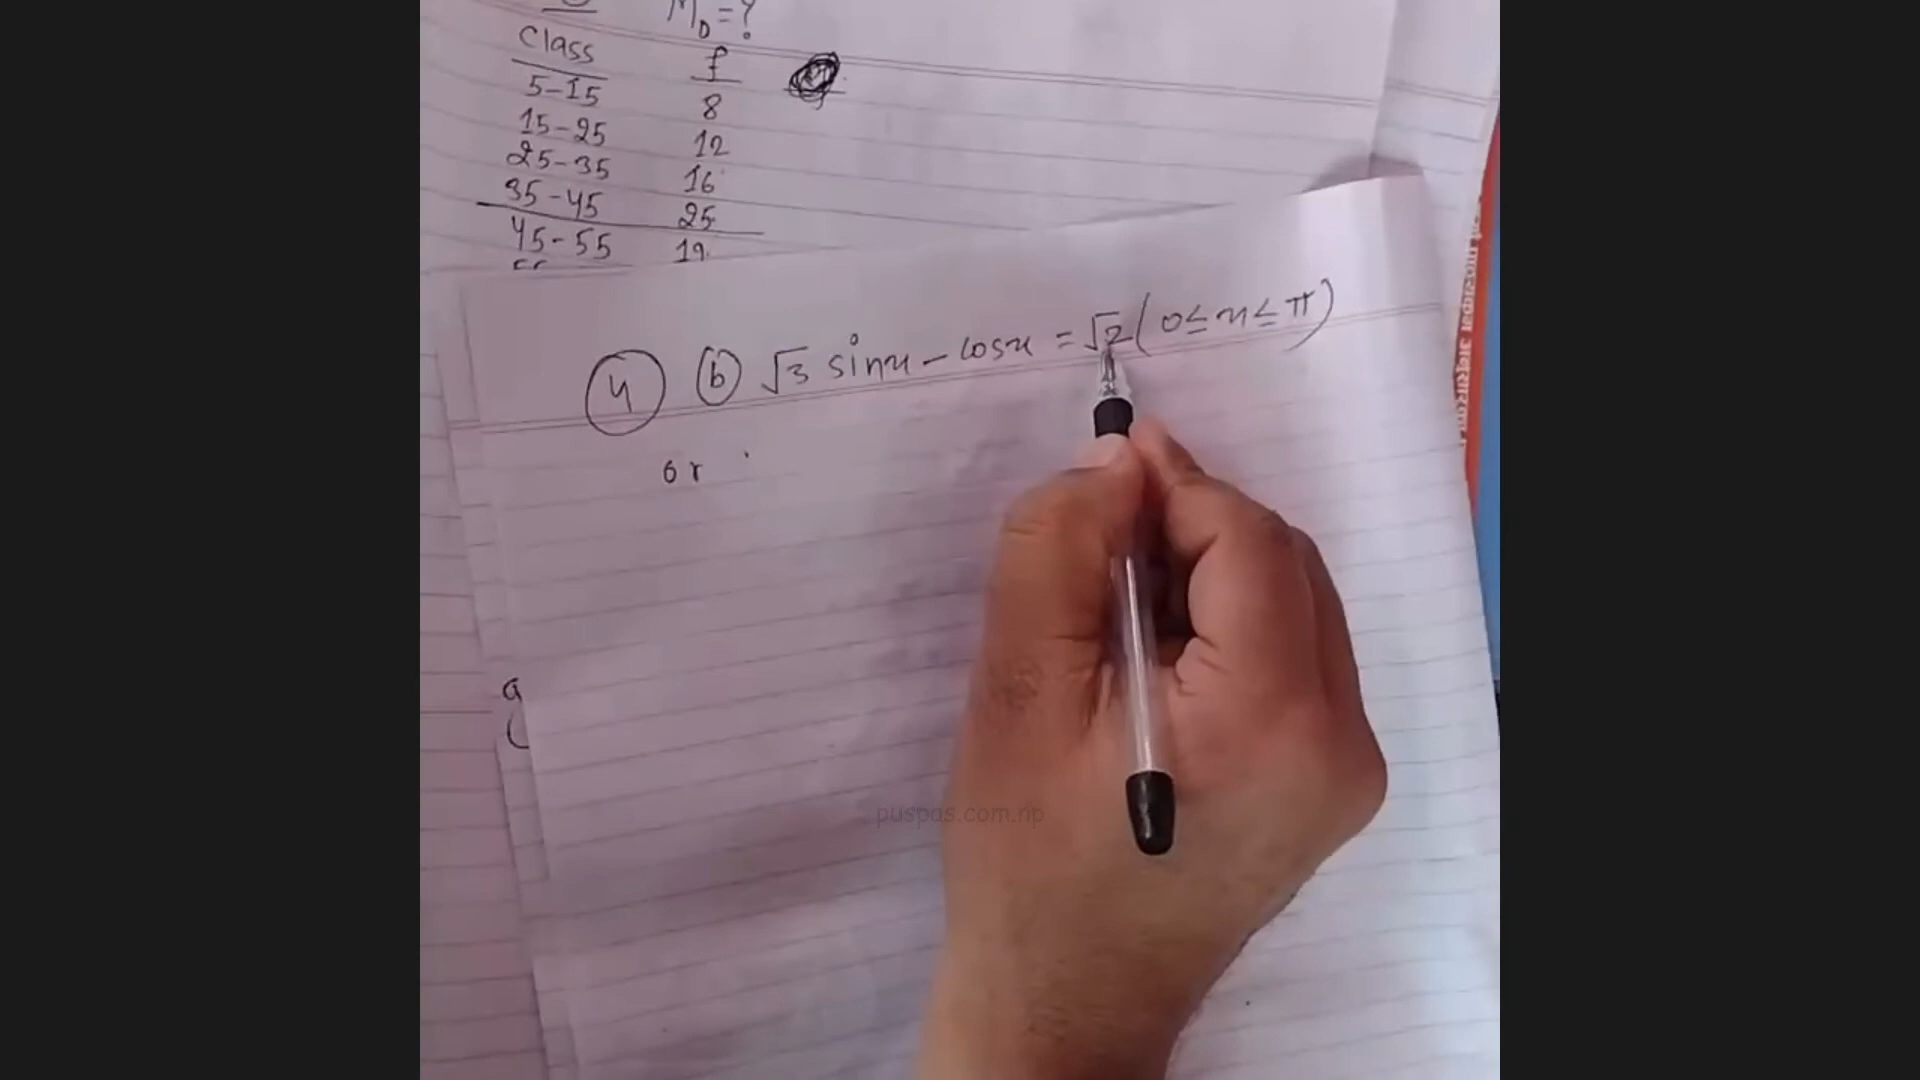 M₀ = ?
Class f
5-15 8
15-25 12
25-35 16
35-45 25
45-55 19
4 b √3 sinx - cosx = √2 (0 ≤ x ≤ π)
or
a
puspas.com.np